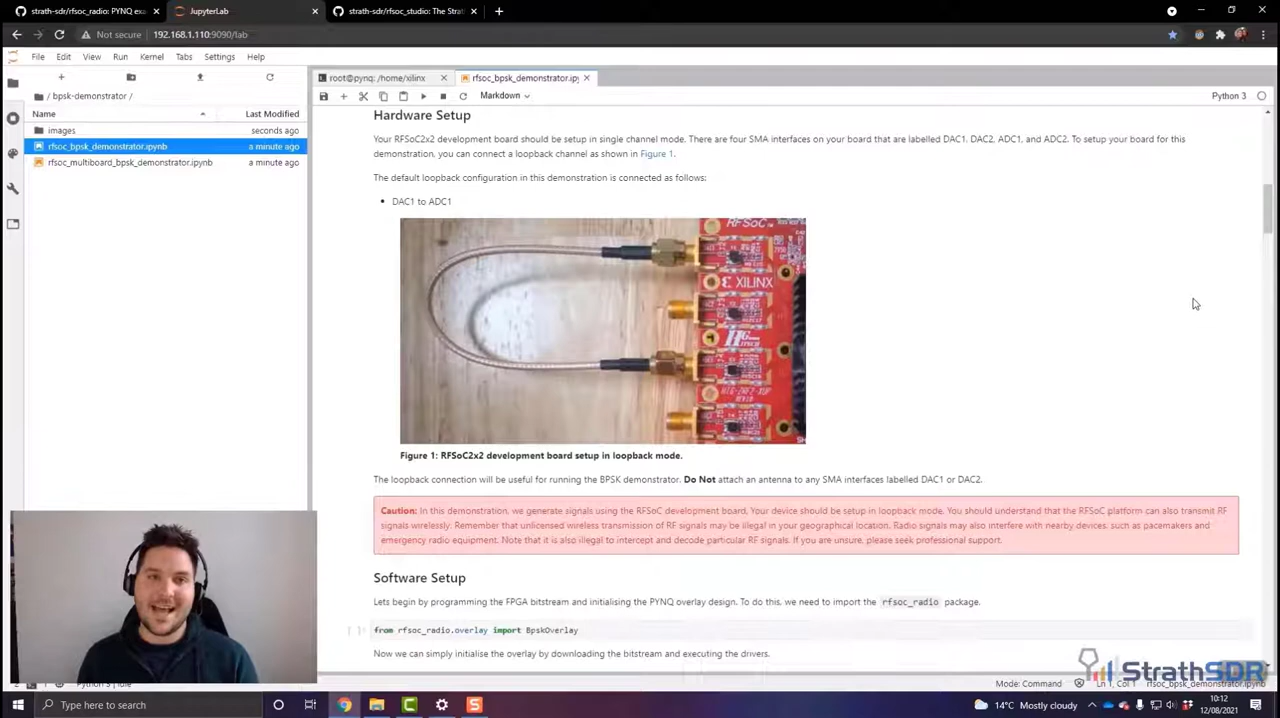 strath-sdr/rfsoc_radio: PYNQ exa
JupyterLab
strath-sdr/rfsoc_studio: The Strat
Not secure 192.168.1.110:9090/lab
File Edit View Run Kernel Tabs Settings Help
root@pynq: /home/xilinx
rfsoc_bpsk_demonstrator.ipy
/ bpsk-demonstrator /
Markdown
Python 3
Name Last Modified
images seconds ago
rfsoc_bpsk_demonstrator.ipynb a minute ago
rfsoc_multiboard_bpsk_demonstrator.ipynb a minute ago
Hardware Setup
Your RFSoC2x2 development board should be setup in single channel mode. There are four SMA interfaces on your board that are labelled DAC1, DAC2, ADC1, and ADC2. To setup your board for this
demonstration, you can connect a loopback channel as shown in Figure 1.
The default loopback configuration in this demonstration is connected as follows:
• DAC1 to ADC1
RFSoC
XILINX
Figure 1: RFSoC2x2 development board setup in loopback mode.
The loopback connection will be useful for running the BPSK demonstrator. Do Not attach an antenna to any SMA interfaces labelled DAC1 or DAC2.
Caution: In this demonstration, we generate signals using the RFSoC development board. Your device should be setup in loopback mode. You should understand that the RFSoC platform can also transmit RF
signals wirelessly. Remember that unlicensed wireless transmission of RF signals may be illegal in your geographical location. Radio signals may also interfere with nearby devices, such as pacemakers and
emergency radio equipment. Note that it is also illegal to intercept and decode particular RF signals. If you are unsure, please seek professional support.
Software Setup
Lets begin by programming the FPGA bitstream and initialising the PYNQ overlay design. To do this, we need to import the rfsoc_radio package.
[ ]: from rfsoc_radio.overlay import BpskOverlay
Now we can simply initialise the overlay by downloading the bitstream and executing the drivers.
StrathSDR
Mode: Command Ln 1, Col 1 rfsoc_bpsk_demonstrator.ipynb
Type here to search
14°C Mostly cloudy
10:12
12/08/2021